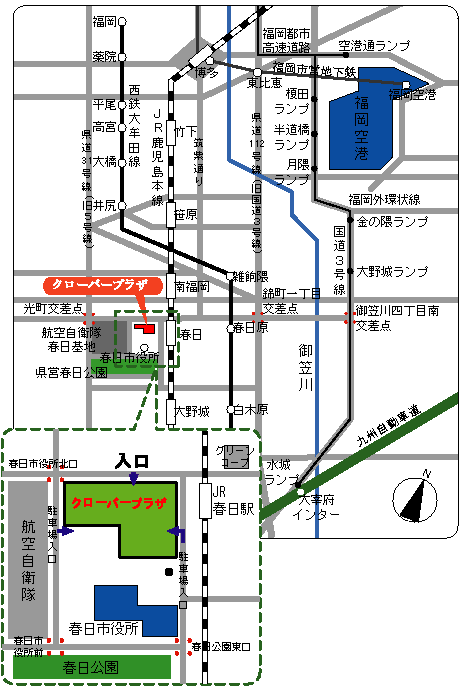 福岡
薬院
平尾
高宮
大橋
井尻
西鉄大牟田線
県道31号線(旧5号線)
JR鹿児島本線
博多
竹下
笹原
南福岡
春日
大野城
筑紫通り
東比恵
福岡都市
高速道路
空港通ランプ
福岡市営地下鉄
福岡空港
福岡空港
榎田
ランプ
半道橋
ランプ
月隈
ランプ
県道112号線(旧国道3号線)
福岡外環状線
金の隈ランプ
国道3号線
大野城ランプ
雑餉隈
錦町一丁目
交差点
御笠川四丁目南
交差点
春日原
白木原
御笠川
クローバープラザ
光町交差点
航空自衛隊
春日基地
春日市役所
県営春日公園
九州自動車道
水城
ランプ
大宰府
インター
N
グリーン
コープ
春日市役所北口
入口
クローバープラザ
JR
春日駅
駐車場入口
駐車場入口
航空自衛隊
春日市役所
春日市
役所前
春日公園東口
春日公園